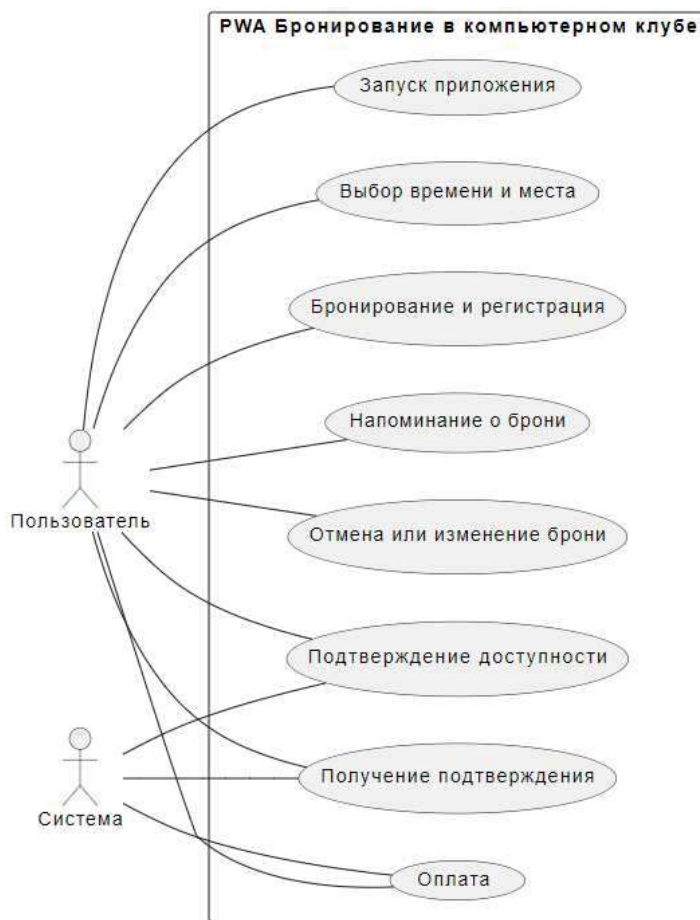 PWA Бронирование в компьютерном клубе
Запуск приложения
Выбор времени и места
Бронирование и регистрация
Напоминание о брони
Пользователь
Отмена или изменение брони
Подтверждение доступности
Получение подтверждения
Система
Оплата